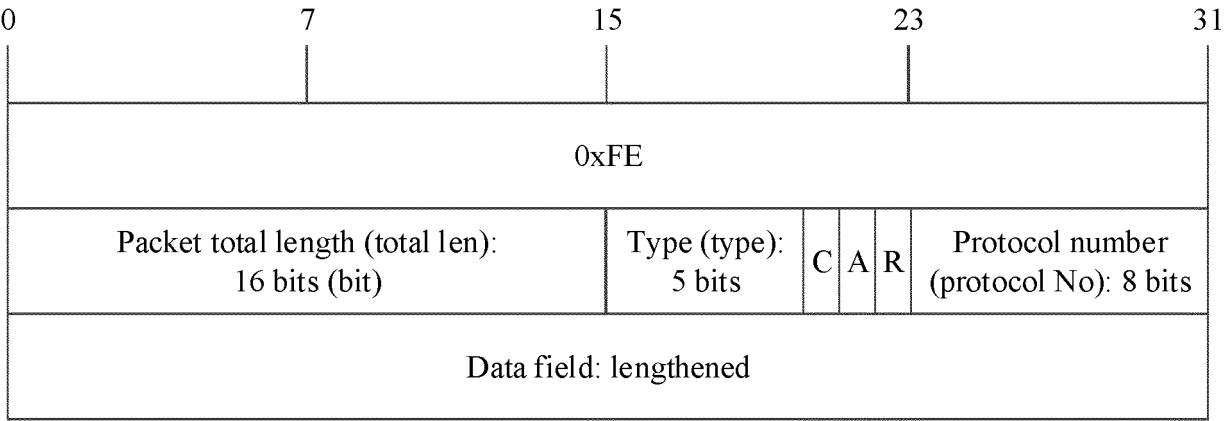 0 7 15 23 31
0xFE
Packet total length (total len):
16 bits (bit)
Type (type):
5 bits
C A R
Protocol number
(protocol No): 8 bits
Data field: lengthened